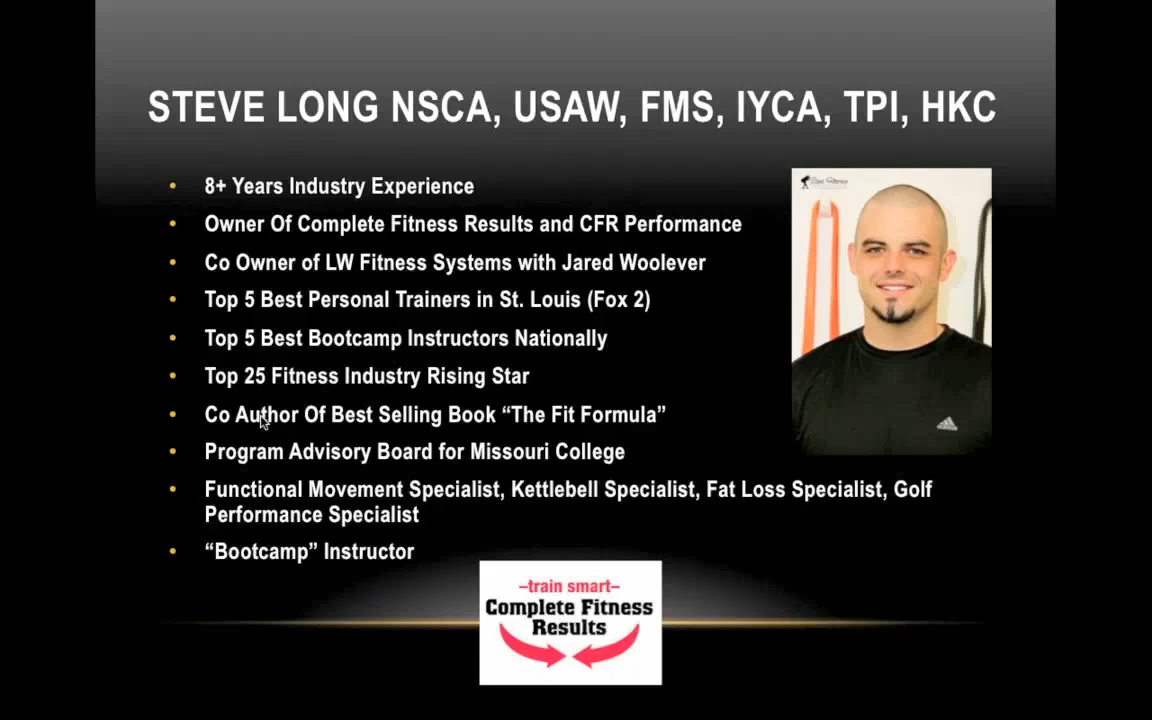 STEVE LONG NSCA, USAW, FMS, IYCA, TPI, HKC
• 8+ Years Industry Experience
• Owner Of Complete Fitness Results and CFR Performance
• Co Owner of LW Fitness Systems with Jared Woolever
• Top 5 Best Personal Trainers in St. Louis (Fox 2)
• Top 5 Best Bootcamp Instructors Nationally
• Top 25 Fitness Industry Rising Star
• Co Author Of Best Selling Book “The Fit Formula”
• Program Advisory Board for Missouri College
• Functional Movement Specialist, Kettlebell Specialist, Fat Loss Specialist, Golf
Performance Specialist
• “Bootcamp” Instructor
–train smart–
Complete Fitness
Results